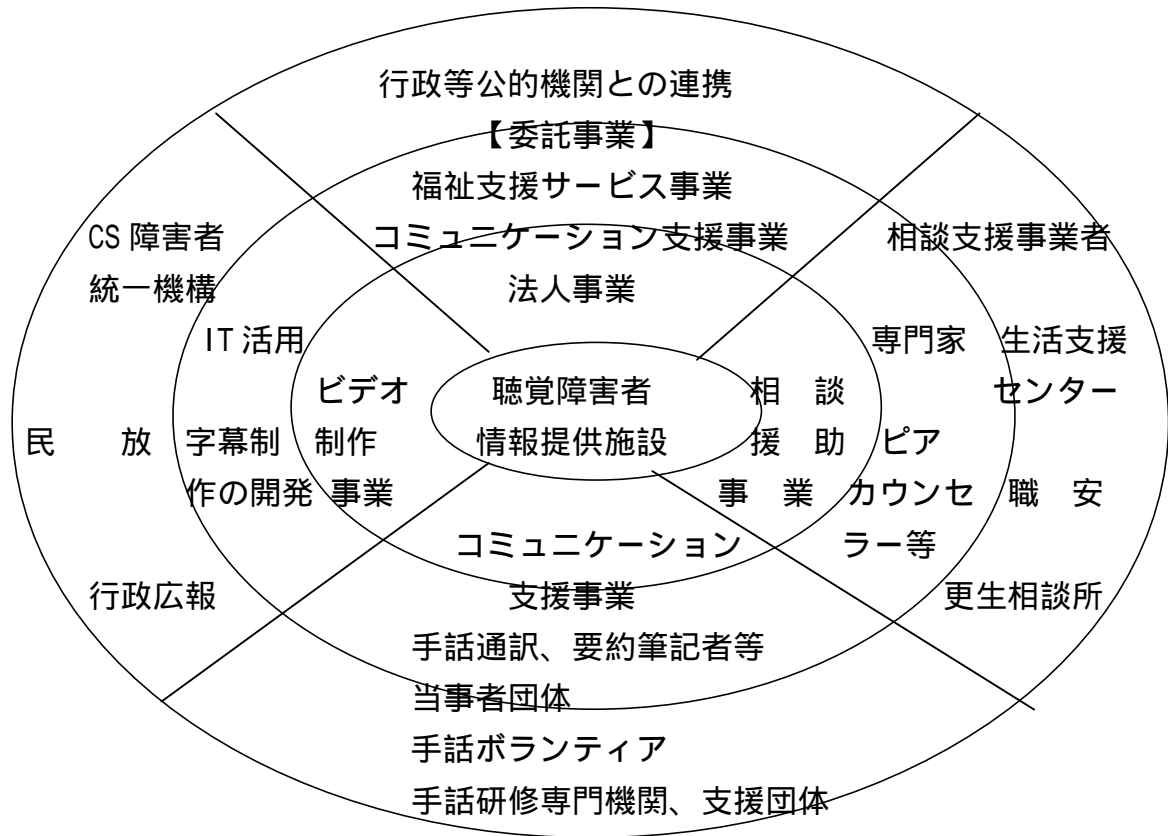 行政等公的機関との連携
【委託事業】
福祉支援サービス事業
コミュニケーション支援事業
法人事業
CS障害者
統一機構
IT活用
ビデオ
民　　放　字幕制　制作
作の開発 事業
行政広報
聴覚障害者
情報提供施設
相談支援事業者
専門家　生活支援
センター
相　談
援　助　ピア
事　業　カウンセ　職　安
ラー等
更生相談所
コミュニケーション
支援事業
手話通訳、要約筆記者等
当事者団体
手話ボランティア
手話研修専門機関、支援団体